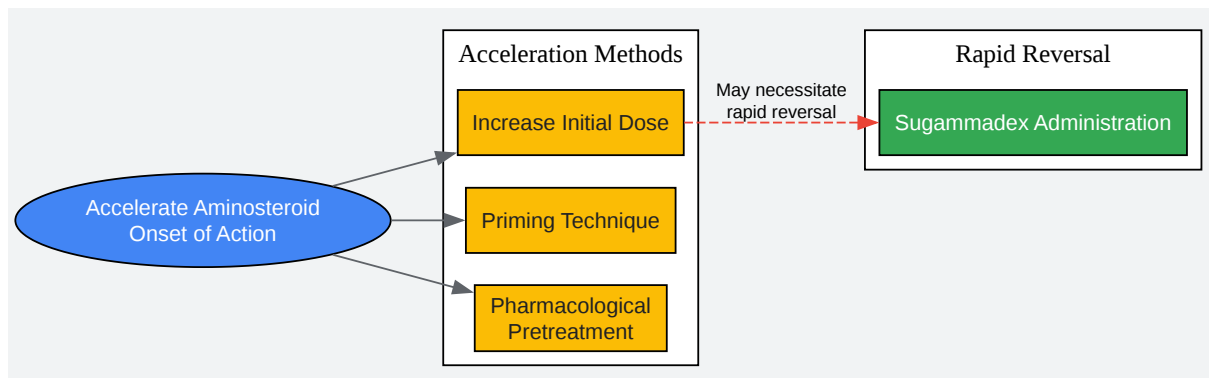 Acceleration Methods
Rapid Reversal
Increase Initial Dose
May necessitate
rapid reversal
Sugammadex Administration
Accelerate Aminosteroid
Onset of Action
Priming Technique
Pharmacological
Pretreatment